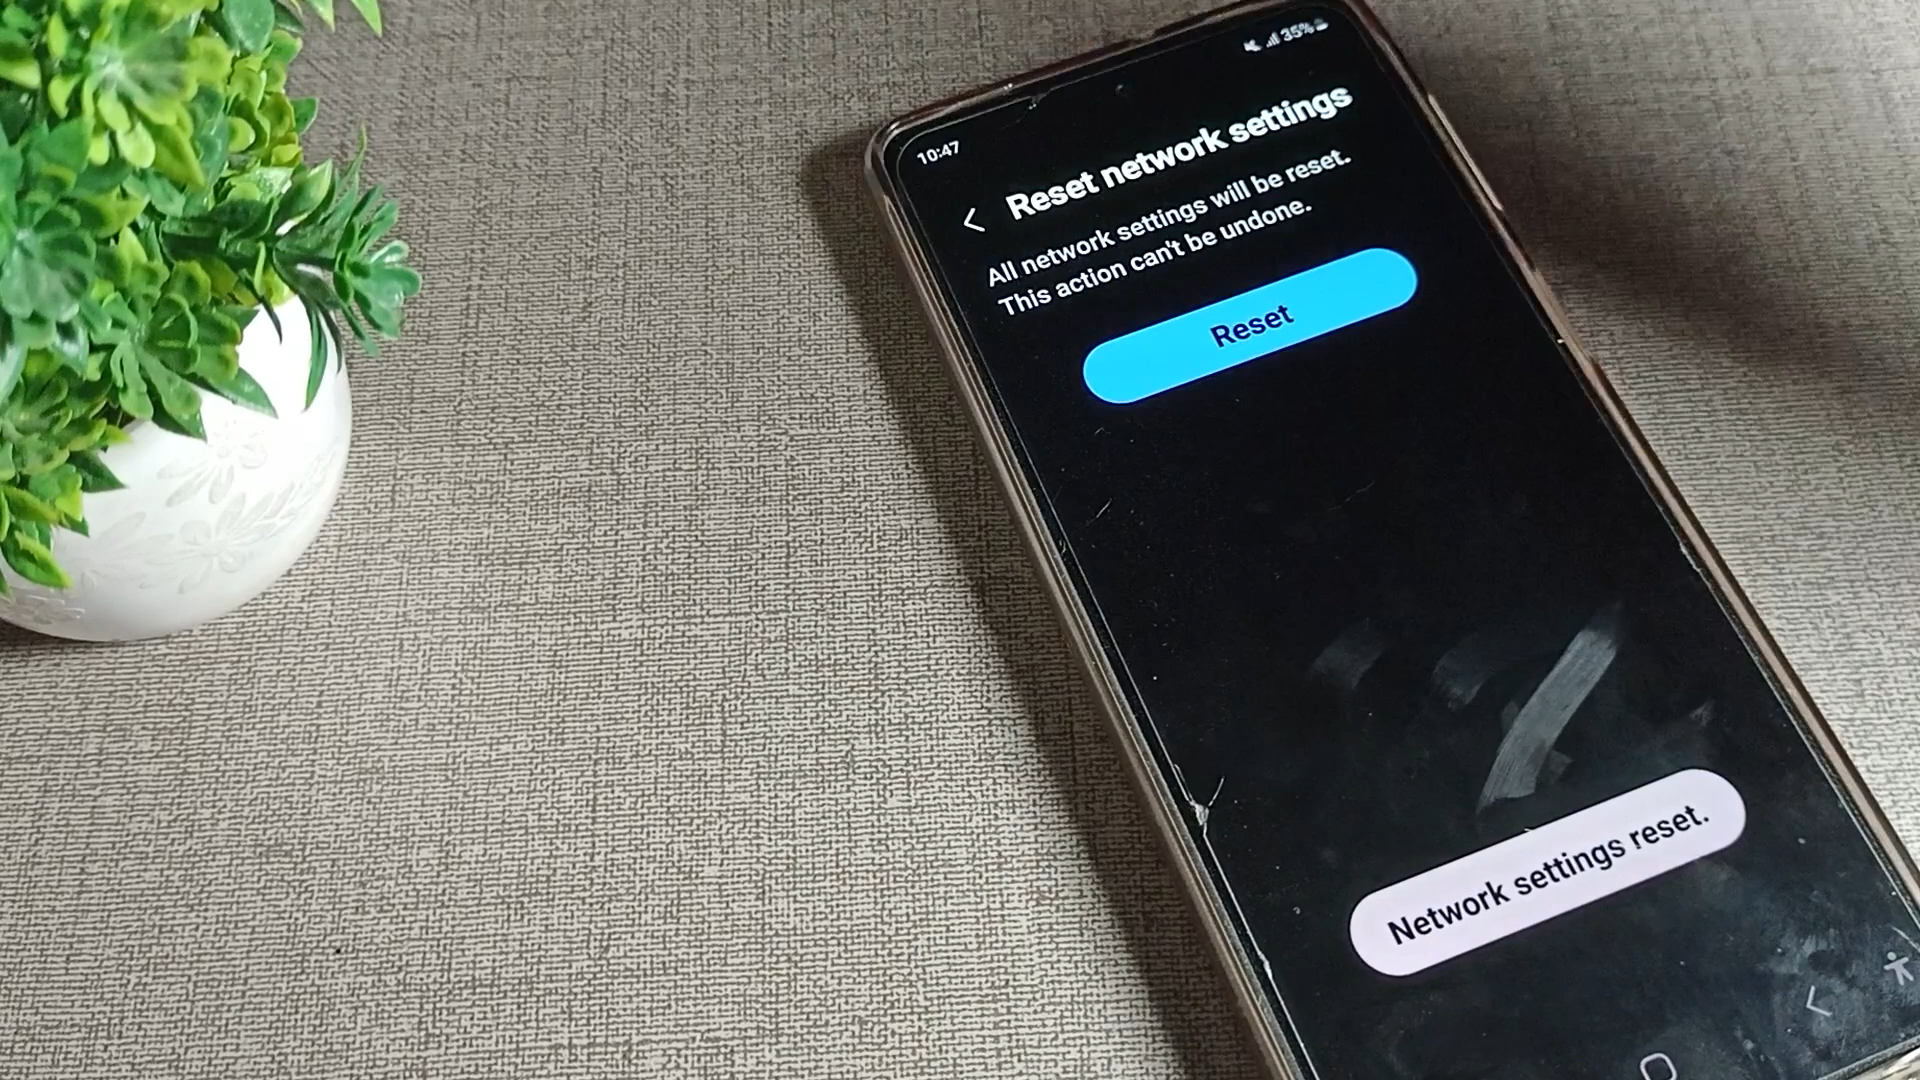 10:47
35%
Reset network settings
All network settings will be reset.
This action can't be undone.
Reset
Network settings reset.